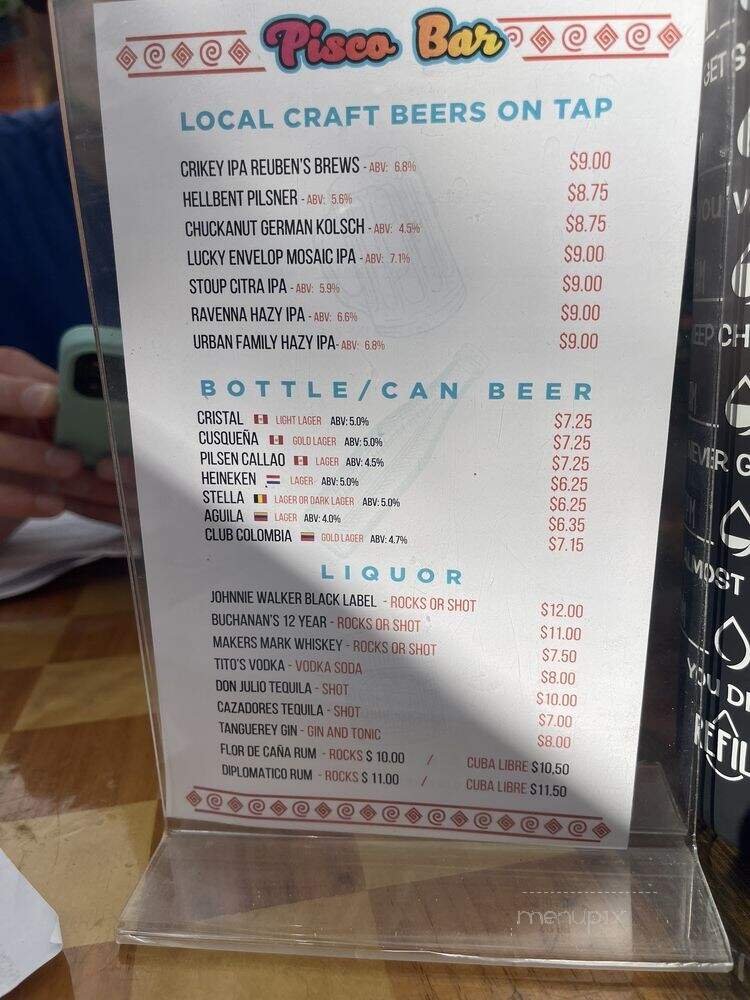 Pisco Bar
LOCAL CRAFT BEERS ON TAP
CRIKEY IPA REUBEN'S BREWS - ABV: 6.8% $9.00
HELLBENT PILSNER - ABV: 5.6% $8.75
CHUCKANUT GERMAN KOLSCH - ABV: 4.5% $8.75
LUCKY ENVELOP MOSAIC IPA - ABV: 7.1% $9.00
STOUP CITRA IPA - ABV: 5.9% $9.00
RAVENNA HAZY IPA - ABV: 6.6% $9.00
URBAN FAMILY HAZY IPA- ABV: 6.8% $9.00
BOTTLE/CAN BEER
CRISTAL LIGHT LAGER ABV: 5.0% $7.25
CUSQUEÑA GOLD LAGER ABV: 5.0% $7.25
PILSEN CALLAO LAGER ABV: 4.5% $7.25
HEINEKEN LAGER ABV: 5.0% $6.25
STELLA LAGER OR DARK LAGER ABV: 5.0% $6.25
AGUILA LAGER ABV: 4.0% $6.35
CLUB COLOMBIA GOLD LAGER ABV: 4.7% $7.15
LIQUOR
JOHNNIE WALKER BLACK LABEL - ROCKS OR SHOT $12.00
BUCHANAN'S 12 YEAR - ROCKS OR SHOT $11.00
MAKERS MARK WHISKEY - ROCKS OR SHOT $7.50
TITO'S VODKA - VODKA SODA $8.00
DON JULIO TEQUILA - SHOT $10.00
CAZADORES TEQUILA - SHOT $7.00
TANGUEREY GIN - GIN AND TONIC $8.00
FLOR DE CAÑA RUM - ROCKS $ 10.00 / CUBA LIBRE $10.50
DIPLOMATICO RUM - ROCKS $ 11.00 / CUBA LIBRE $11.50
menupix
GET S
YOU'V
EEP CH
EVER G
LMOST
YOU DI
REFIL